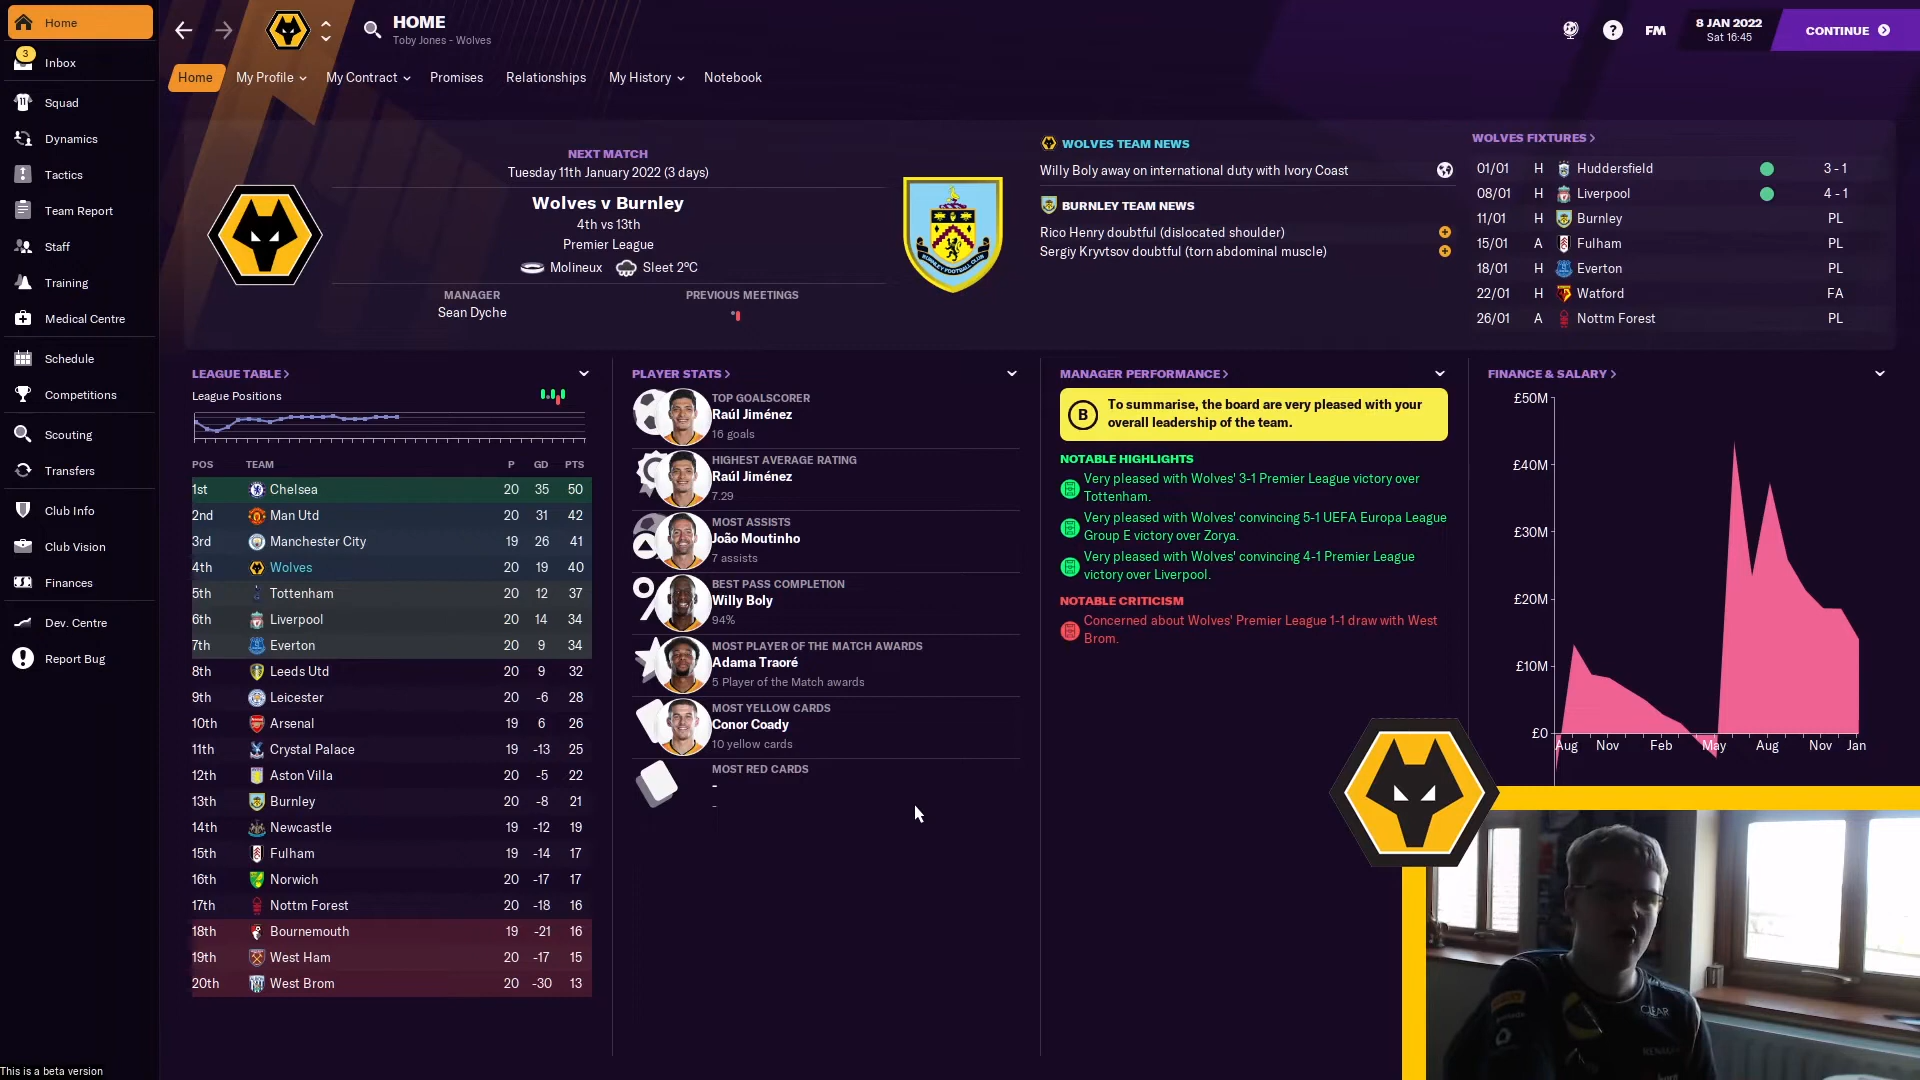 Home
3
Inbox
Squad
Dynamics
Tactics
Team Report
Staff
Training
Medical Centre
Schedule
Competitions
Scouting
Transfers
Club Info
Club Vision
Finances
Dev. Centre
Report Bug
This is a beta version
HOME
Toby Jones - Wolves
FM
8 JAN 2022
Sat 16:45
CONTINUE
Home
My Profile
My Contract
Promises
Relationships
My History
Notebook
NEXT MATCH
Tuesday 11th January 2022 (3 days)
Wolves v Burnley
4th vs 13th
Premier League
Molineux
Sleet 2ºC
MANAGER
Sean Dyche
PREVIOUS MEETINGS
WOLVES TEAM NEWS
Willy Boly away on international duty with Ivory Coast
BURNLEY TEAM NEWS
Rico Henry doubtful (dislocated shoulder)
Sergiy Kryvtsov doubtful (torn abdominal muscle)
WOLVES FIXTURES
01/01 H Huddersfield 3 - 1
08/01 H Liverpool 4 - 1
11/01 H Burnley PL
15/01 A Fulham PL
18/01 H Everton PL
22/01 H Watford FA
26/01 A Nottm Forest PL
LEAGUE TABLE
League Positions
POS TEAM P GD PTS
1st Chelsea 20 35 50
2nd Man Utd 20 31 42
3rd Manchester City 19 26 41
4th Wolves 20 19 40
5th Tottenham 20 12 37
6th Liverpool 20 14 34
7th Everton 20 9 34
8th Leeds Utd 20 9 32
9th Leicester 20 -6 28
10th Arsenal 19 6 26
11th Crystal Palace 19 -13 25
12th Aston Villa 20 -5 22
13th Burnley 20 -8 21
14th Newcastle 19 -12 19
15th Fulham 19 -14 17
16th Norwich 20 -17 17
17th Nottm Forest 20 -18 16
18th Bournemouth 19 -21 16
19th West Ham 20 -17 15
20th West Brom 20 -30 13
PLAYER STATS
TOP GOALSCORER
Raúl Jiménez
16 goals
HIGHEST AVERAGE RATING
Raúl Jiménez
7.29
MOST ASSISTS
João Moutinho
7 assists
BEST PASS COMPLETION
Willy Boly
94%
MOST PLAYER OF THE MATCH AWARDS
Adama Traoré
5 Player of the Match awards
MOST YELLOW CARDS
Conor Coady
10 yellow cards
MOST RED CARDS
-
-
MANAGER PERFORMANCE
B
To summarise, the board are very pleased with your
overall leadership of the team.
NOTABLE HIGHLIGHTS
Very pleased with Wolves' 3-1 Premier League victory over
Tottenham.
Very pleased with Wolves' convincing 5-1 UEFA Europa League
Group E victory over Zorya.
Very pleased with Wolves' convincing 4-1 Premier League
victory over Liverpool.
NOTABLE CRITICISM
Concerned about Wolves' Premier League 1-1 draw with West
Brom.
FINANCE & SALARY
£50M
£40M
£30M
£20M
£10M
£0
Aug Nov Feb May Aug Nov Jan